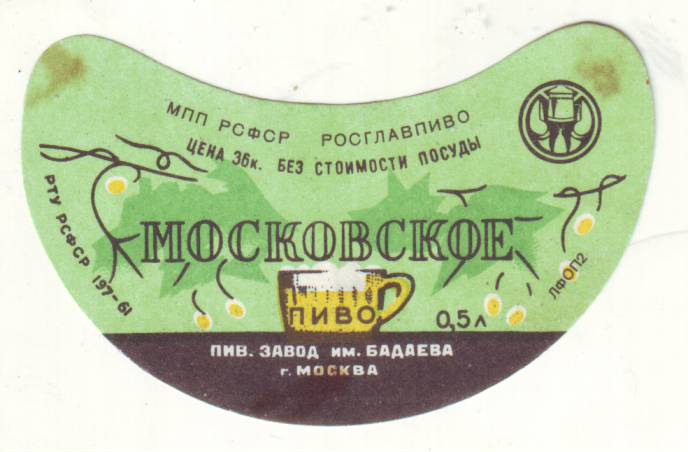 МПП РСФСР РОСГЛАВПИВО
ЦЕНА 36к. БЕЗ СТОИМОСТИ ПОСУДЫ
РТУ РСФСР 197-61
МОСКОВСКОЕ
ПИВО
0,5л
ЛФОП2
ПИВ. ЗАВОД им. БАДАЕВА
г. МОСКВА